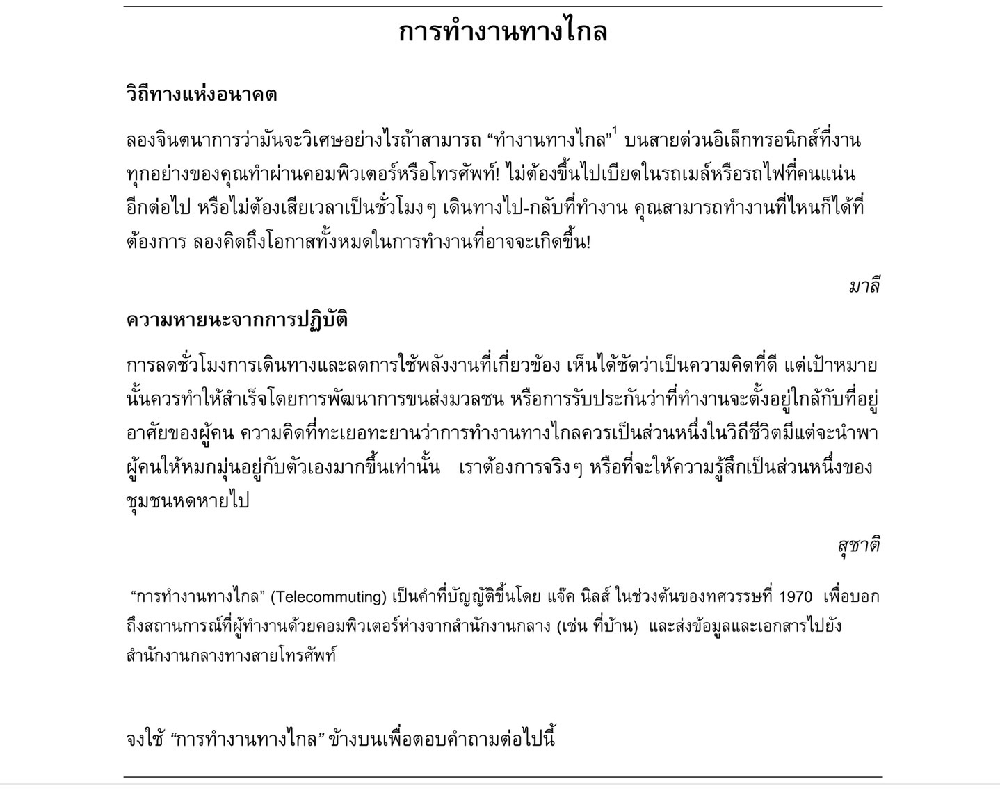 การทำงานทางไกล
วิถีทางแห่งอนาคต
ลองจินตนาการว่ามันจะวิเศษอย่างไรถ้าสามารถ “ทำงานทางไกล”1 บนสายด่วนอิเล็กทรอนิกส์ที่งาน
ทุกอย่างของคุณทำผ่านคอมพิวเตอร์หรือโทรศัพท์! ไม่ต้องขึ้นไปเบียดในรถเมล์หรือรถไฟที่คนแน่น
อีกต่อไป หรือไม่ต้องเสียเวลาเป็นชั่วโมงๆ เดินทางไป-กลับที่ทำงาน คุณสามารถทำงานที่ไหนก็ได้ที่
ต้องการ ลองคิดถึงโอกาสทั้งหมดในการทำงานที่อาจจะเกิดขึ้น!
มาลี
ความหายนะจากการปฏิบัติ
การลดชั่วโมงการเดินทางและลดการใช้พลังงานที่เกี่ยวข้อง เห็นได้ชัดว่าเป็นความคิดที่ดี แต่เป้าหมาย
นั้นควรทำให้สำเร็จโดยการพัฒนาการขนส่งมวลชน หรือการรับประกันว่าที่ทำงานจะตั้งอยู่ใกล้กับที่อยู่
อาศัยของผู้คน ความคิดที่ทะเยอทะยานว่าการทำงานทางไกลควรเป็นส่วนหนึ่งในวิถีชีวิตมีแต่จะนำพา
ผู้คนให้หมกมุ่นอยู่กับตัวเองมากขึ้นเท่านั้น เราต้องการจริงๆ หรือที่จะให้ความรู้สึกเป็นส่วนหนึ่งของ
ชุมชนหดหายไป
สุชาติ
“การทำงานทางไกล” (Telecommuting) เป็นคำที่บัญญัติขึ้นโดย แจ๊ค นิลส์ ในช่วงต้นของทศวรรษที่ 1970 เพื่อบอก
ถึงสถานการณ์ที่ผู้ทำงานด้วยคอมพิวเตอร์ห่างจากสำนักงานกลาง (เช่น ที่บ้าน) และส่งข้อมูลและเอกสารไปยัง
สำนักงานกลางทางสายโทรศัพท์
จงใช้ “การทำงานทางไกล” ข้างบนเพื่อตอบคำถามต่อไปนี้